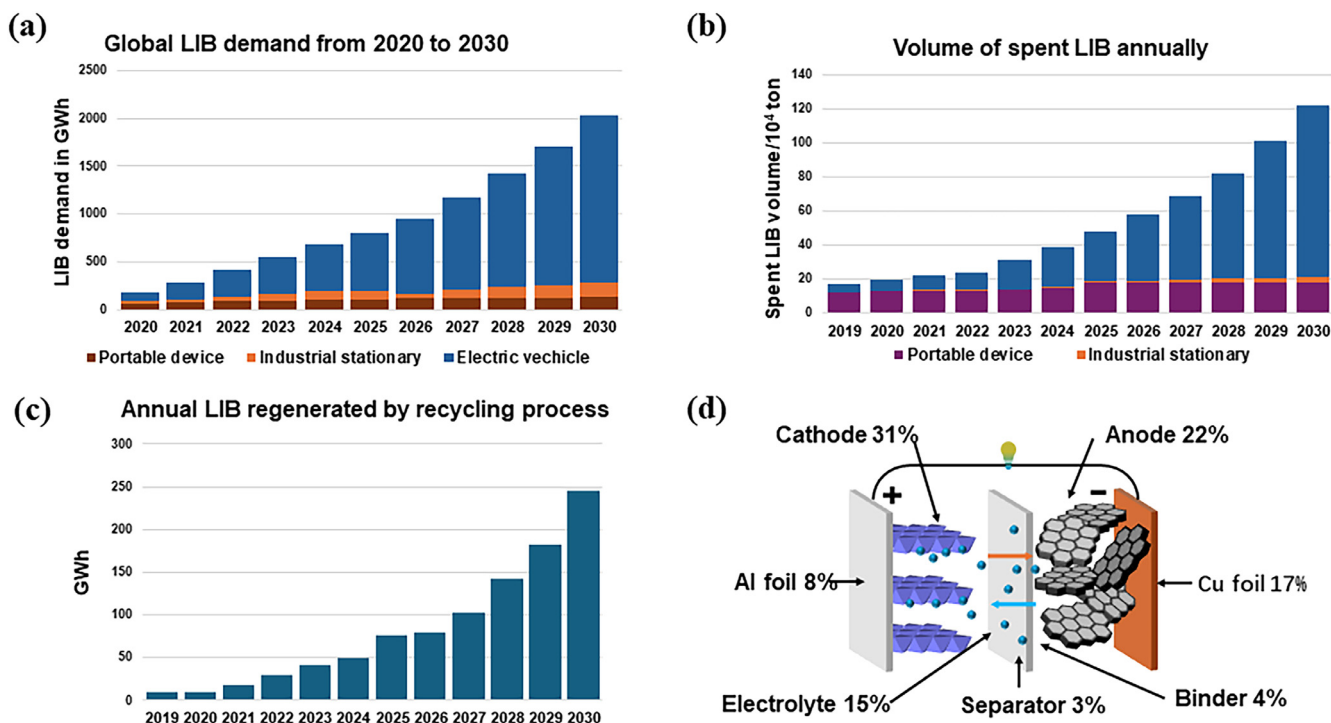 (a)
Global LIB demand from 2020 to 2030
LIB demand in GWh
2500
2000
1500
1000
500
0
2020 2021 2022 2023 2024 2025 2026 2027 2028 2029 2030
Portable device Industrial stationary Electric vechicle
(b)
Volume of spent LIB annually
Spent LIB volume/10⁴ ton
140
120
100
80
60
40
20
0
2019 2020 2021 2022 2023 2024 2025 2026 2027 2028 2029 2030
Portable device Industrial stationary
(c)
Annual LIB regenerated by recycling process
GWh
300
250
200
150
100
50
0
2019 2020 2021 2022 2023 2024 2025 2026 2027 2028 2029 2030
(d)
Cathode 31% Anode 22%
+ −
Al foil 8% Cu foil 17%
Electrolyte 15% Separator 3% Binder 4%